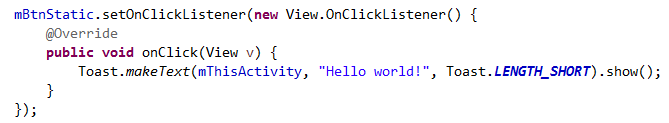 mBtnStatic.setOnClickListener(new View.OnClickListener() {
    @Override
    public void onClick(View v) {
        Toast.makeText(mThisActivity, "Hello world!", Toast.LENGTH_SHORT).show();
    }
});